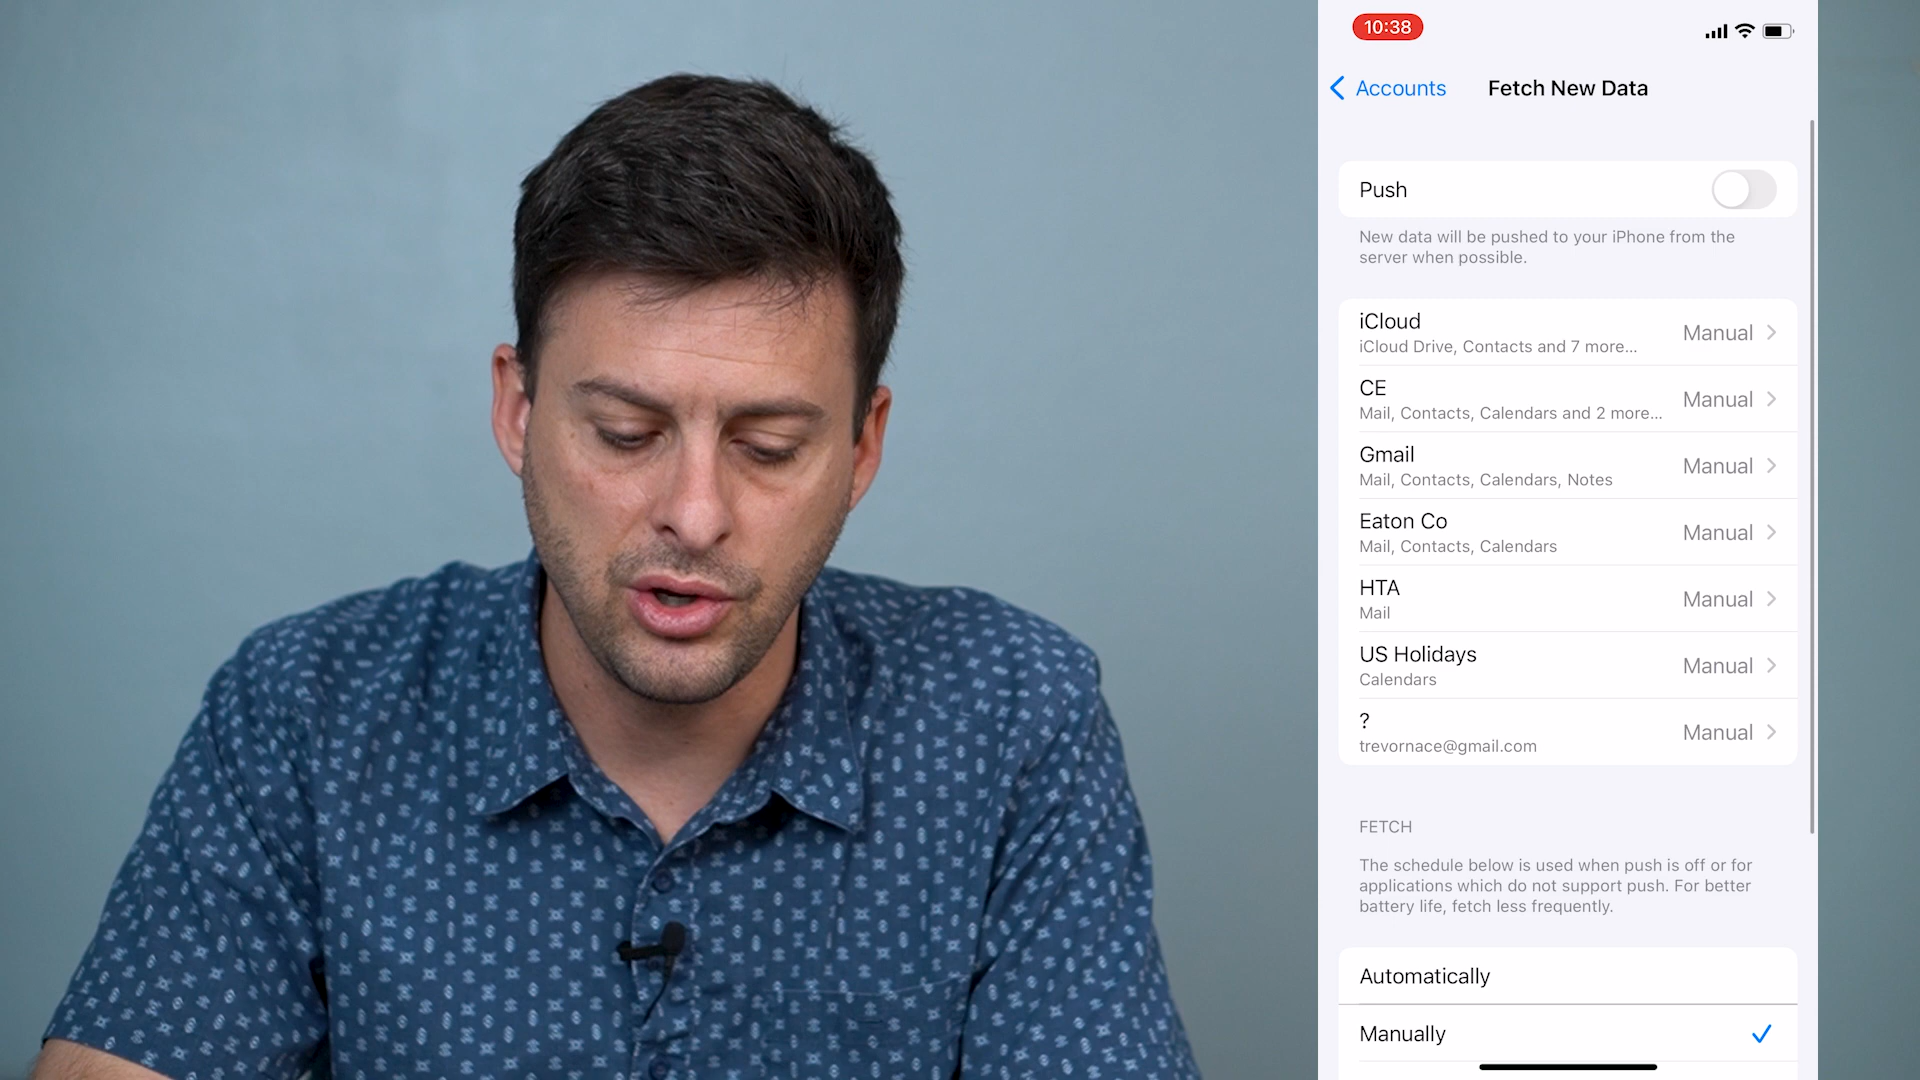 10:38
Accounts
Fetch New Data
Push
New data will be pushed to your iPhone from the
server when possible.
iCloud
iCloud Drive, Contacts and 7 more...
Manual
CE
Mail, Contacts, Calendars and 2 more...
Manual
Gmail
Mail, Contacts, Calendars, Notes
Manual
Eaton Co
Mail, Contacts, Calendars
Manual
HTA
Mail
Manual
US Holidays
Calendars
Manual
?
trevornace@gmail.com
Manual
FETCH
The schedule below is used when push is off or for
applications which do not support push. For better
battery life, fetch less frequently.
Automatically
Manually